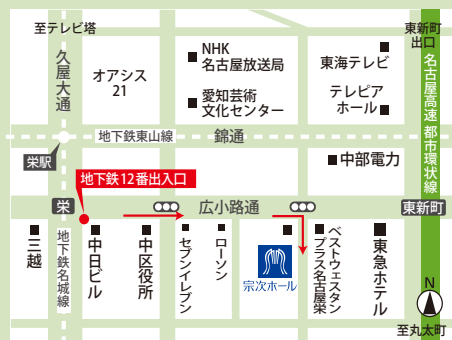 至テレビ塔
東新町
出口
久屋大通
オアシス
21
NHK
名古屋放送局
愛知芸術
文化センター
東海テレビ
テレピア
ホール
名古屋高速都市環状線
地下鉄東山線
錦通
栄駅
中部電力
地下鉄12番出入口
栄
広小路通
東新町
三越
地下鉄名城線
中日ビル
中区役所
セブンイレブン
ローソン
宗次ホール
ベストウェスタン
プラス名古屋栄
東急ホテル
N
至丸太町